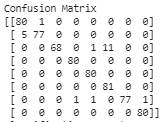 Confusion Matrix
[[80 1 0 0 0 0 0 0]
[ 5 77 0 0 0 0 0 0]
[ 0 0 68 0 1 11 0 0]
[ 0 0 0 80 0 0 0 0]
[ 0 0 0 0 80 0 0 0]
[ 0 0 0 0 0 81 0 0]
[ 0 0 0 1 1 0 77 1]
[ 0 0 0 0 0 0 0 80]]